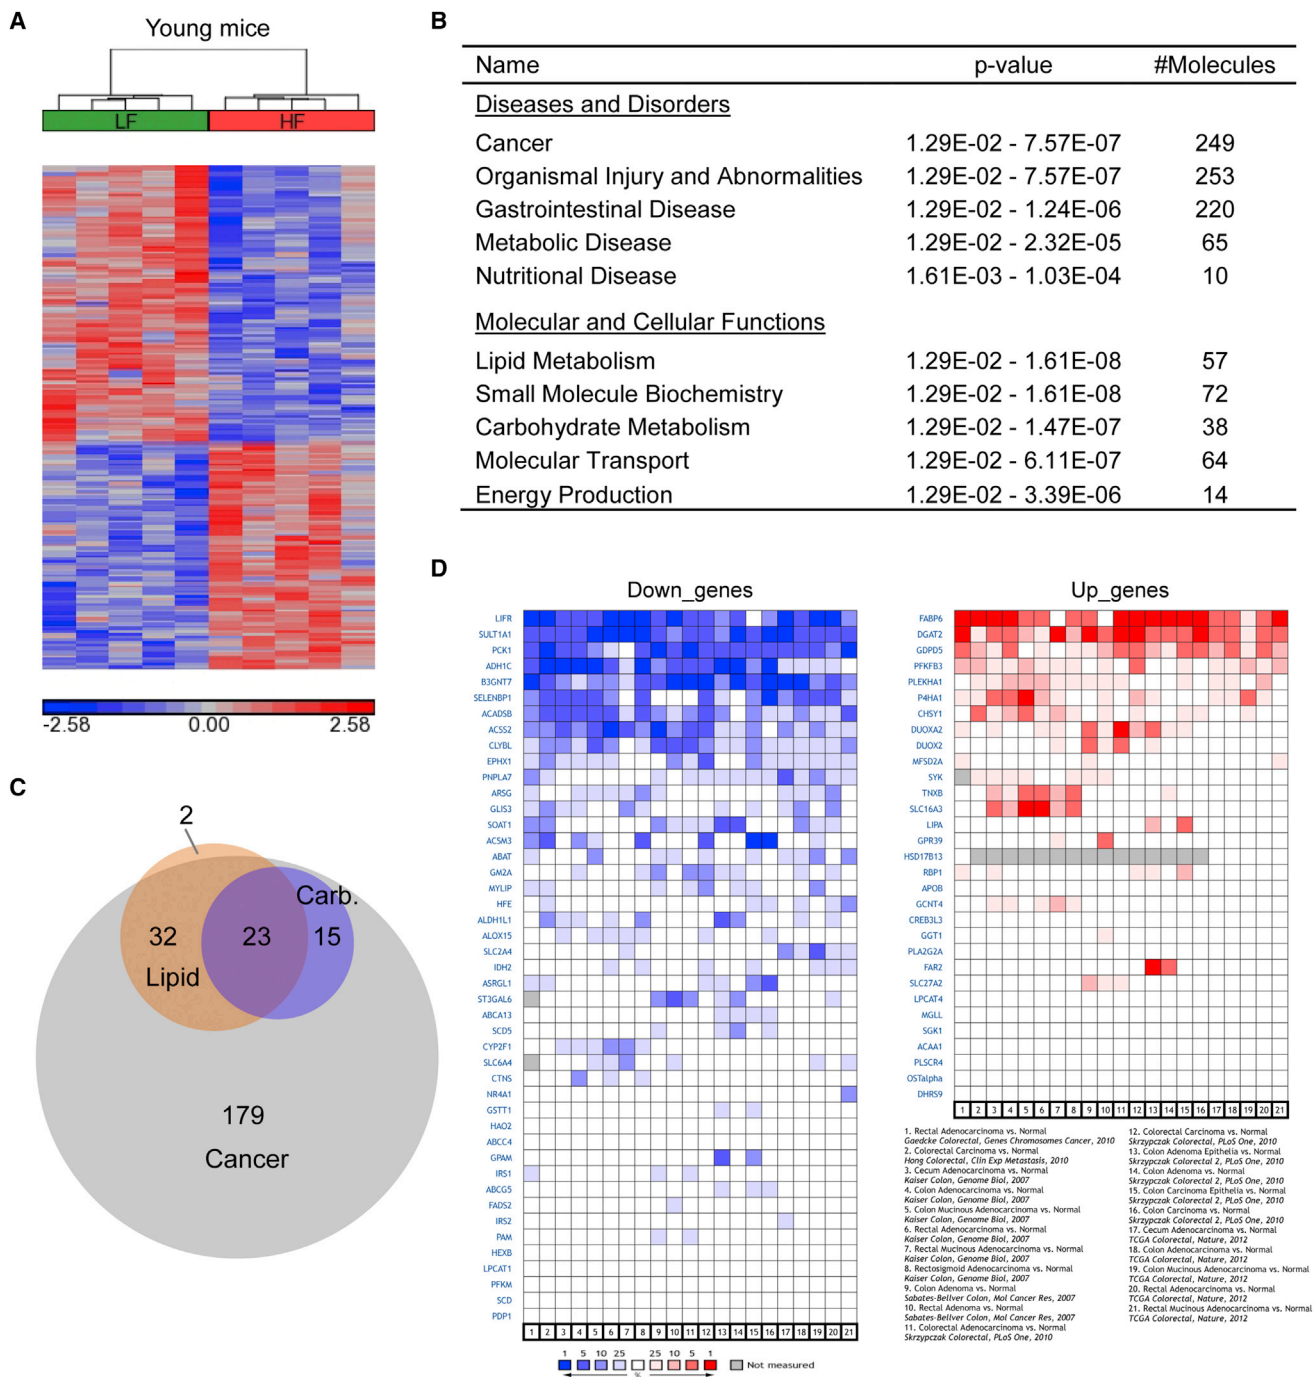 A
Young mice
LF HF
-2.58 0.00 2.58
B
Name p-value #Molecules
Diseases and Disorders
Cancer 1.29E-02 - 7.57E-07 249
Organismal Injury and Abnormalities 1.29E-02 - 7.57E-07 253
Gastrointestinal Disease 1.29E-02 - 1.24E-06 220
Metabolic Disease 1.29E-02 - 2.32E-05 65
Nutritional Disease 1.61E-03 - 1.03E-04 10
Molecular and Cellular Functions
Lipid Metabolism 1.29E-02 - 1.61E-08 57
Small Molecule Biochemistry 1.29E-02 - 1.61E-08 72
Carbohydrate Metabolism 1.29E-02 - 1.47E-07 38
Molecular Transport 1.29E-02 - 6.11E-07 64
Energy Production 1.29E-02 - 3.39E-06 14
C
2
Carb.
32 23 15
Lipid
179
Cancer
D
Down_genes
LIFR
SULT1A1
PCK1
ADH1C
B3GNT7
SELENBP1
ACADSB
ACSS2
CLYBL
EPHX1
PNPLA7
ARSG
GLIS3
SOAT1
ACSM3
ABAT
GM2A
MYLIP
HFE
ALDH1L1
ALOX15
SLC2A4
IDH2
ASRGL1
ST3GAL6
ABCA13
SCD5
CYP2F1
SLC6A4
CTNS
NR4A1
GSTT1
HAO2
ABCC4
GPAM
IRS1
ABCG5
FADS2
IRS2
PAM
HEXB
LPCAT1
PFKM
SCD
PDP1
1 2 3 4 5 6 7 8 9 10 11 12 13 14 15 16 17 18 19 20 21
1 5 10 25 25 10 5 1 Not measured
%
Up_genes
FABP6
DGAT2
GDPD5
PFKFB3
PLEKHA1
P4HA1
CHSY1
DUOXA2
DUOX2
MFSD2A
SYK
TNXB
SLC16A3
LIPA
GPR39
HSD17B13
RBP1
APOB
GCNT4
CREB3L3
GGT1
PLA2G2A
FAR2
SLC27A2
LPCAT4
MGLL
SGK1
ACAA1
PLSCR4
OSTalpha
DHRS9
1 2 3 4 5 6 7 8 9 10 11 12 13 14 15 16 17 18 19 20 21
1. Rectal Adenocarcinoma vs. Normal
Gaedcke Colorectal, Genes Chromosomes Cancer, 2010
2. Colorectal Carcinoma vs. Normal
Hong Colorectal, Clin Exp Metastasis, 2010
3. Cecum Adenocarcinoma vs. Normal
Kaiser Colon, Genome Biol, 2007
4. Colon Adenocarcinoma vs. Normal
Kaiser Colon, Genome Biol, 2007
5. Colon Mucinous Adenocarcinoma vs. Normal
Kaiser Colon, Genome Biol, 2007
6. Rectal Adenocarcinoma vs. Normal
Kaiser Colon, Genome Biol, 2007
7. Rectal Mucinous Adenocarcinoma vs. Normal
Kaiser Colon, Genome Biol, 2007
8. Rectosigmoid Adenocarcinoma vs. Normal
Kaiser Colon, Genome Biol, 2007
9. Colon Adenoma vs. Normal
Sabates-Bellver Colon, Mol Cancer Res, 2007
10. Rectal Adenoma vs. Normal
Sabates-Bellver Colon, Mol Cancer Res, 2007
11. Colorectal Adenocarcinoma vs. Normal
Skrzypczak Colorectal, PLoS One, 2010
12. Colorectal Carcinoma vs. Normal
Skrzypczak Colorectal, PLoS One, 2010
13. Colon Adenoma Epithelia vs. Normal
Skrzypczak Colorectal 2, PLoS One, 2010
14. Colon Adenoma vs. Normal
Skrzypczak Colorectal 2, PLoS One, 2010
15. Colon Carcinoma Epithelia vs. Normal
Skrzypczak Colorectal 2, PLoS One, 2010
16. Colon Carcinoma vs. Normal
Skrzypczak Colorectal 2, PLoS One, 2010
17. Cecum Adenocarcinoma vs. Normal
TCGA Colorectal, Nature, 2012
18. Colon Adenocarcinoma vs. Normal
TCGA Colorectal, Nature, 2012
19. Colon Mucinous Adenocarcinoma vs. Normal
TCGA Colorectal, Nature, 2012
20. Rectal Adenocarcinoma vs. Normal
TCGA Colorectal, Nature, 2012
21. Rectal Mucinous Adenocarcinoma vs. Normal
TCGA Colorectal, Nature, 2012